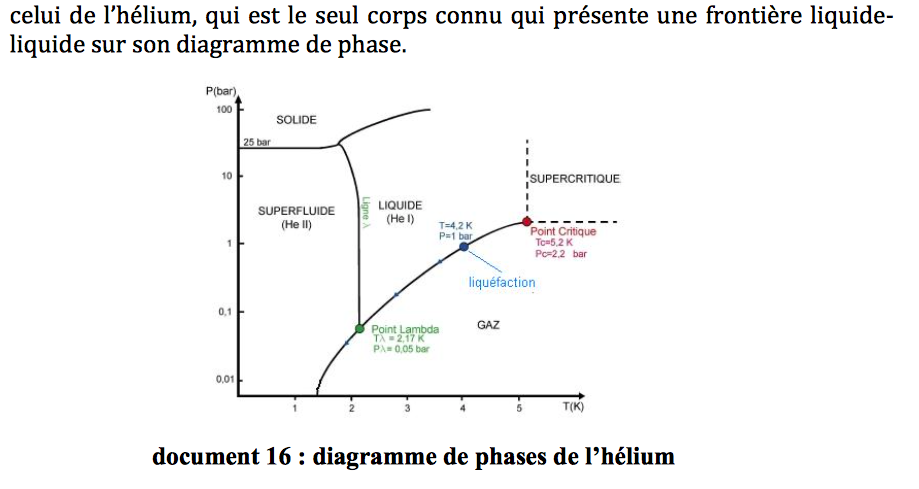 celui de l'hélium, qui est le seul corps connu qui présente une frontière liquide-
liquide sur son diagramme de phase.
P(bar)
100
SOLIDE
25 bar
10
SUPERCRITIQUE
SUPERFLUIDE
(He II)
Ligne λ
LIQUIDE
(He I)
T=4,2 K
P=1 bar
Point Critique
Tc=5,2 K
Pc=2,2 bar
1
liquéfaction
0,1
Point Lambda
Tλ = 2,17 K
Pλ= 0,05 bar
GAZ
0,01
1
2
3
4
5
T(K)
document 16 : diagramme de phases de l'hélium